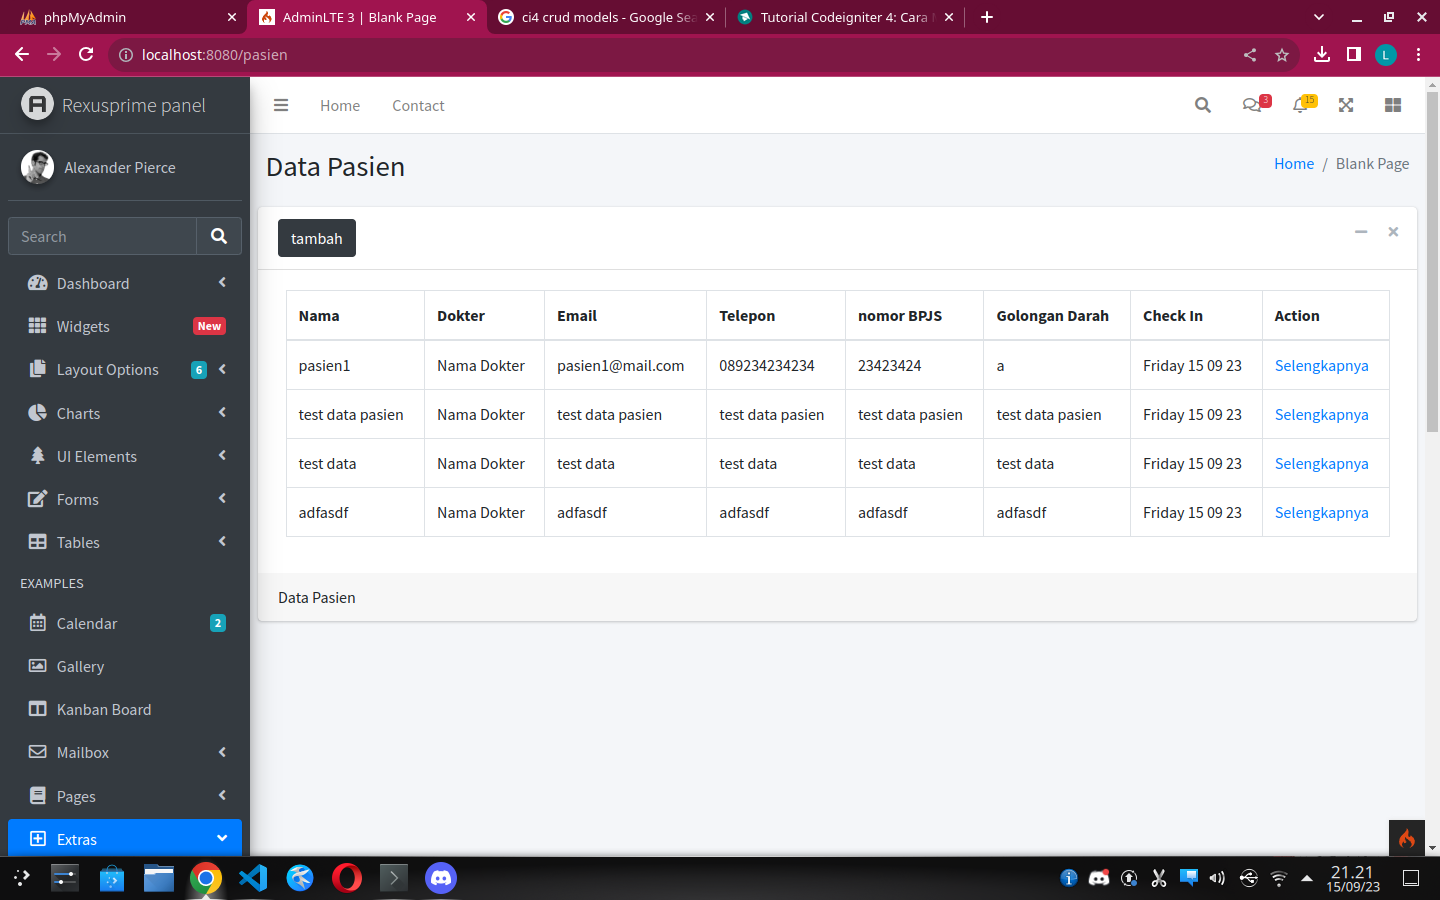 phpMyAdmin
AdminLTE 3 | Blank Page
ci4 crud models - Google Sea
Tutorial Codeigniter 4: Cara
localhost:8080/pasien
L
Rexusprime panel
Home
Contact
3
15
Alexander Pierce
Data Pasien
Home / Blank Page
Search
tambah
Dashboard
Widgets
New
Layout Options
6
Charts
UI Elements
Forms
Tables
EXAMPLES
Calendar
2
Gallery
Kanban Board
Mailbox
Pages
Extras
Nama Dokter Email Telepon nomor BPJS Golongan Darah Check In Action
pasien1 Nama Dokter pasien1@mail.com 089234234234 23423424 a Friday 15 09 23 Selengkapnya
test data pasien Nama Dokter test data pasien test data pasien test data pasien test data pasien Friday 15 09 23 Selengkapnya
test data Nama Dokter test data test data test data test data Friday 15 09 23 Selengkapnya
adfasdf Nama Dokter adfasdf adfasdf adfasdf adfasdf Friday 15 09 23 Selengkapnya
Data Pasien
21.21
15/09/23